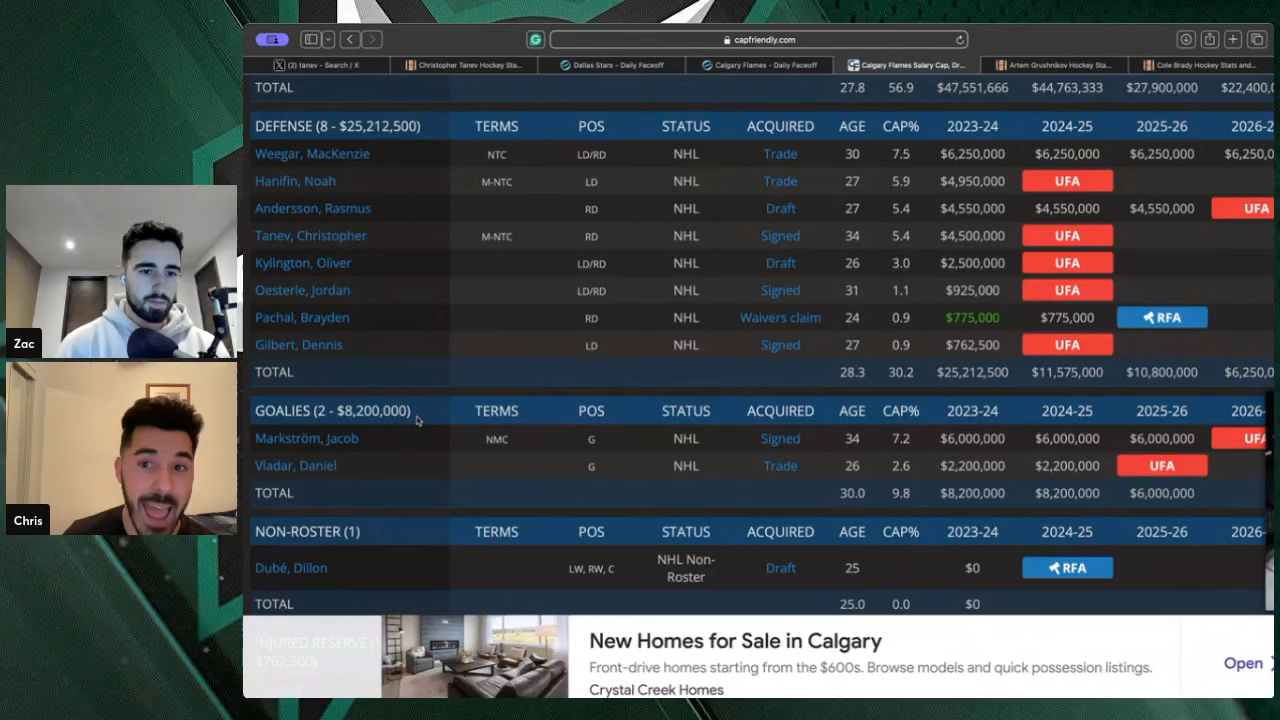 capfriendly.com
(2) tanev - Search / X
Christopher Tanev Hockey Sta...
Dallas Stars - Daily Faceoff
Calgary Flames - Daily Faceoff
Calgary Flames Salary Cap, Dr...
Artem Grushnikov Hockey Sta...
Cole Brady Hockey Stats and...
TOTAL 27.8 56.9 $47,551,666 $44,763,333 $27,900,000 $22,400,
DEFENSE (8 - $25,212,500) TERMS POS STATUS ACQUIRED AGE CAP% 2023-24 2024-25 2025-26 2026-2
Weegar, MacKenzie NTC LD/RD NHL Trade 30 7.5 $6,250,000 $6,250,000 $6,250,000 $6,250,0
Hanifin, Noah M-NTC LD NHL Trade 27 5.9 $4,950,000 UFA
Andersson, Rasmus RD NHL Draft 27 5.4 $4,550,000 $4,550,000 $4,550,000 UFA
Tanev, Christopher M-NTC RD NHL Signed 34 5.4 $4,500,000 UFA
Kylington, Oliver LD/RD NHL Draft 26 3.0 $2,500,000 UFA
Oesterle, Jordan LD/RD NHL Signed 31 1.1 $925,000 UFA
Pachal, Brayden RD NHL Waivers claim 24 0.9 $775,000 $775,000 RFA
Gilbert, Dennis LD NHL Signed 27 0.9 $762,500 UFA
TOTAL 28.3 30.2 $25,212,500 $11,575,000 $10,800,000 $6,250,0
GOALIES (2 - $8,200,000) TERMS POS STATUS ACQUIRED AGE CAP% 2023-24 2024-25 2025-26 2026-
Markström, Jacob NMC G NHL Signed 34 7.2 $6,000,000 $6,000,000 $6,000,000 UFA
Vladar, Daniel G NHL Trade 26 2.6 $2,200,000 $2,200,000 UFA
TOTAL 30.0 9.8 $8,200,000 $8,200,000 $6,000,000
NON-ROSTER (1) TERMS POS STATUS ACQUIRED AGE CAP% 2023-24 2024-25 2025-26 2026-
Dubé, Dillon LW, RW, C NHL Non-
Roster Draft 25 $0 RFA
TOTAL 25.0 0.0 $0
INJURED RESERVE (
$762,500)
New Homes for Sale in Calgary
Front-drive homes starting from the $600s. Browse models and quick possession listings.
Crystal Creek Homes
Open
Zac
Chris